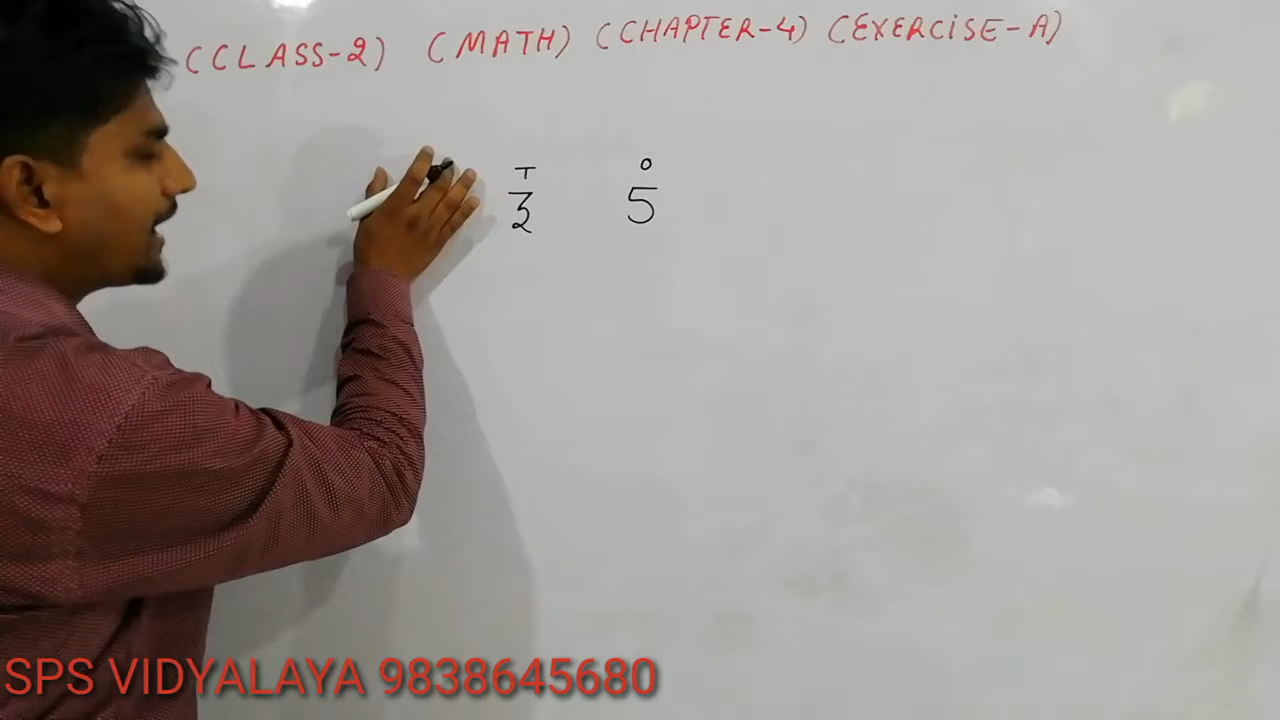 (CLASS-2) (MATH) (CHAPTER-4) (EXERCISE-A)
T O
3 5
SPS VIDYALAYA 9838645680